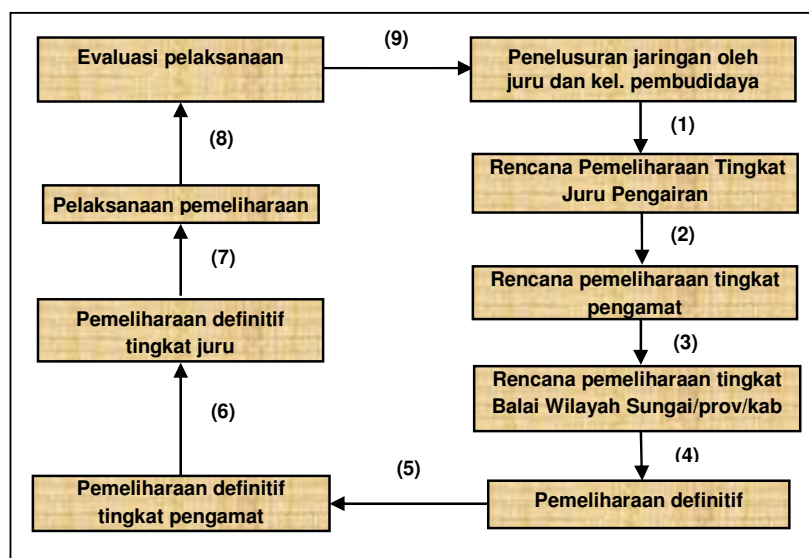 Evaluasi pelaksanaan
(9)
Penelusuran jaringan oleh
juru dan kel. pembudidaya
(1)
Rencana Pemeliharaan Tingkat
Juru Pengairan
(2)
Rencana pemeliharaan tingkat
pengamat
(3)
Rencana pemeliharaan tingkat
Balai Wilayah Sungai/prov/kab
(4)
Pemeliharaan definitif
(5)
Pemeliharaan definitif
tingkat pengamat
(6)
Pemeliharaan definitif
tingkat juru
(7)
Pelaksanaan pemeliharaan
(8)